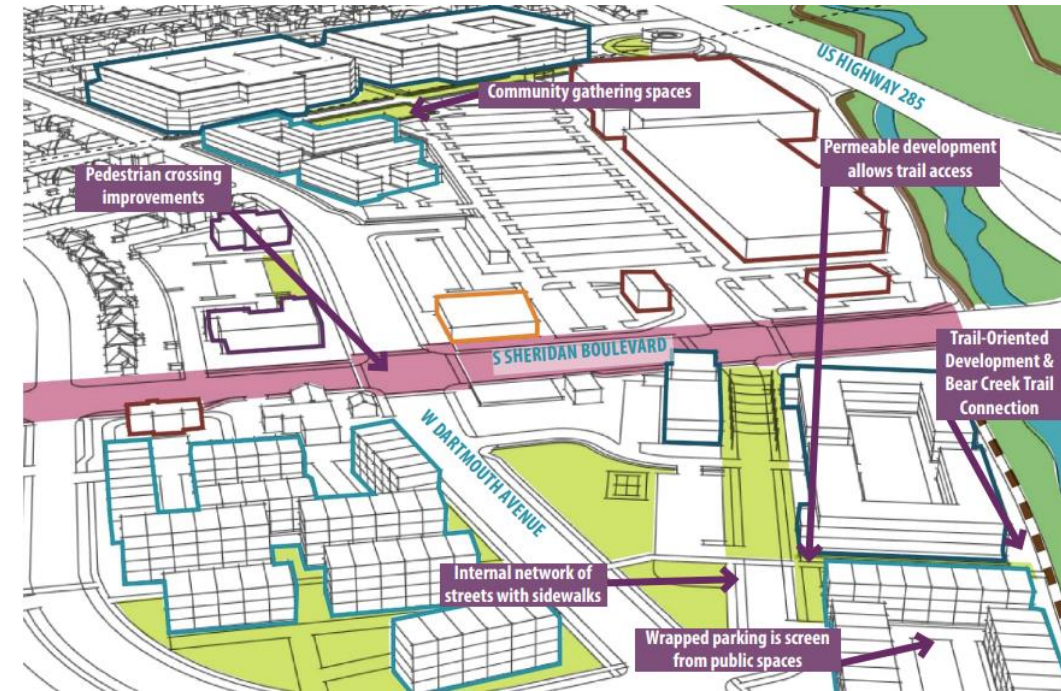 US HIGHWAY 285
Community gathering spaces
Permeable development
allows trail access
Pedestrian crossing
improvements
S SHERIDAN BOULEVARD
Trail-Oriented
Development &
Bear Creek Trail
Connection
W DARTMOUTH AVENUE
Internal network of
streets with sidewalks
Wrapped parking is screen
from public spaces